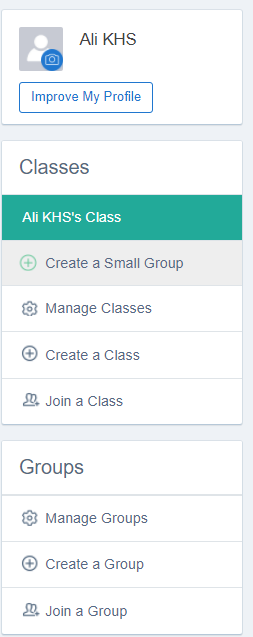 Ali KHS
Improve My Profile
Classes
Ali KHS's Class
Create a Small Group
Manage Classes
Create a Class
Join a Class
Groups
Manage Groups
Create a Group
Join a Group